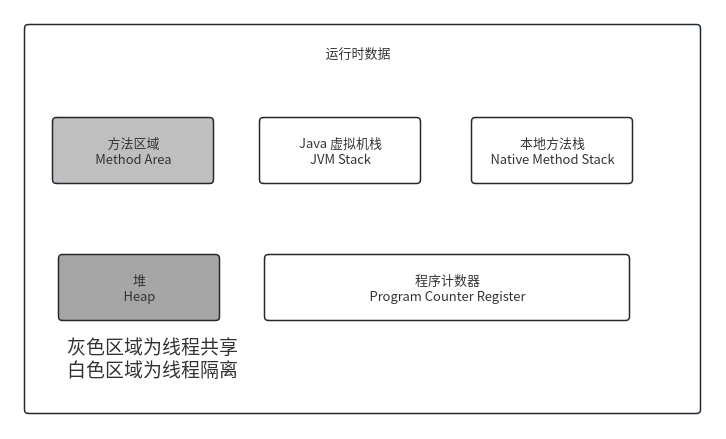 运行时数据
方法区域
Method Area
Java 虚拟机栈
JVM Stack
本地方法栈
Native Method Stack
堆
Heap
程序计数器
Program Counter Register
灰色区域为线程共享
白色区域为线程隔离